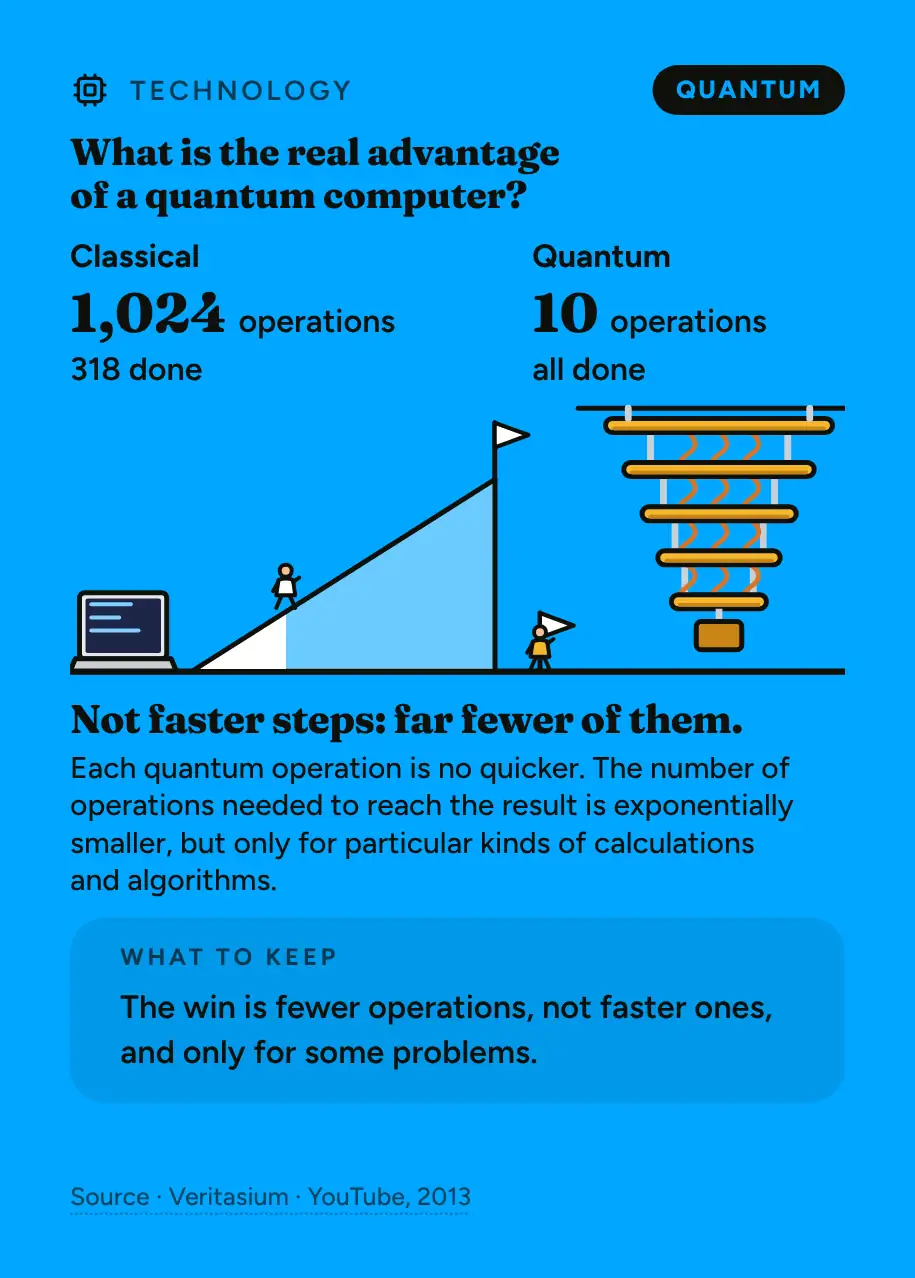 TECHNOLOGY
QUANTUM
What is the real advantage
of a quantum computer?
Classical
1,024 operations
318 done
Quantum
10 operations
all done
Not faster steps: far fewer of them.
Each quantum operation is no quicker. The number of
operations needed to reach the result is exponentially
smaller, but only for particular kinds of calculations
and algorithms.
WHAT TO KEEP
The win is fewer operations, not faster ones,
and only for some problems.
Source · Veritasium · YouTube, 2013